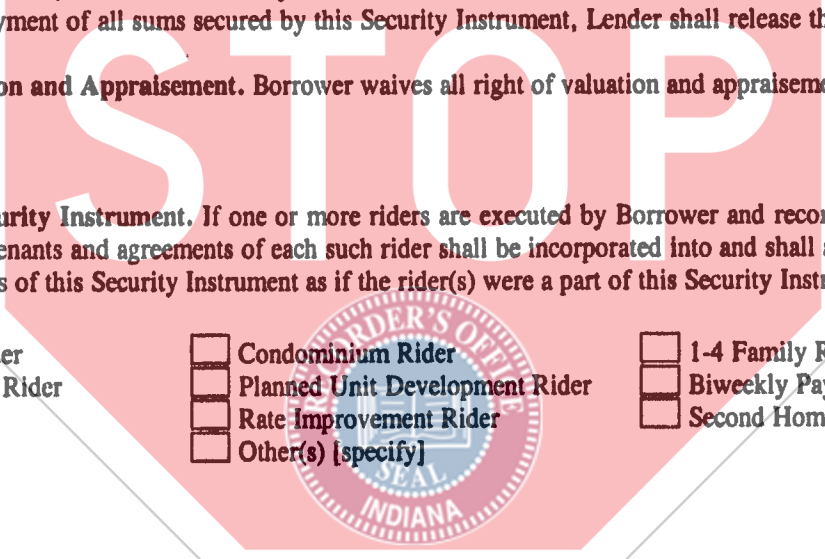 yment of all sums secured by this Security Instrument, Lender shall release th
on and Appraisement. Borrower waives all right of valuation and appraiseme
STOP
urity Instrument. If one or more riders are executed by Borrower and recor
enants and agreements of each such rider shall be incorporated into and shall a
s of this Security Instrument as if the rider(s) were a part of this Security Instr
er
Condominium Rider
1-4 Family R
Rider
Planned Unit Development Rider
Biweekly Pay
Rate Improvement Rider
Second Hom
Other(s) [specify]
RECORDER'S OFFICE
SEAL
INDIANA